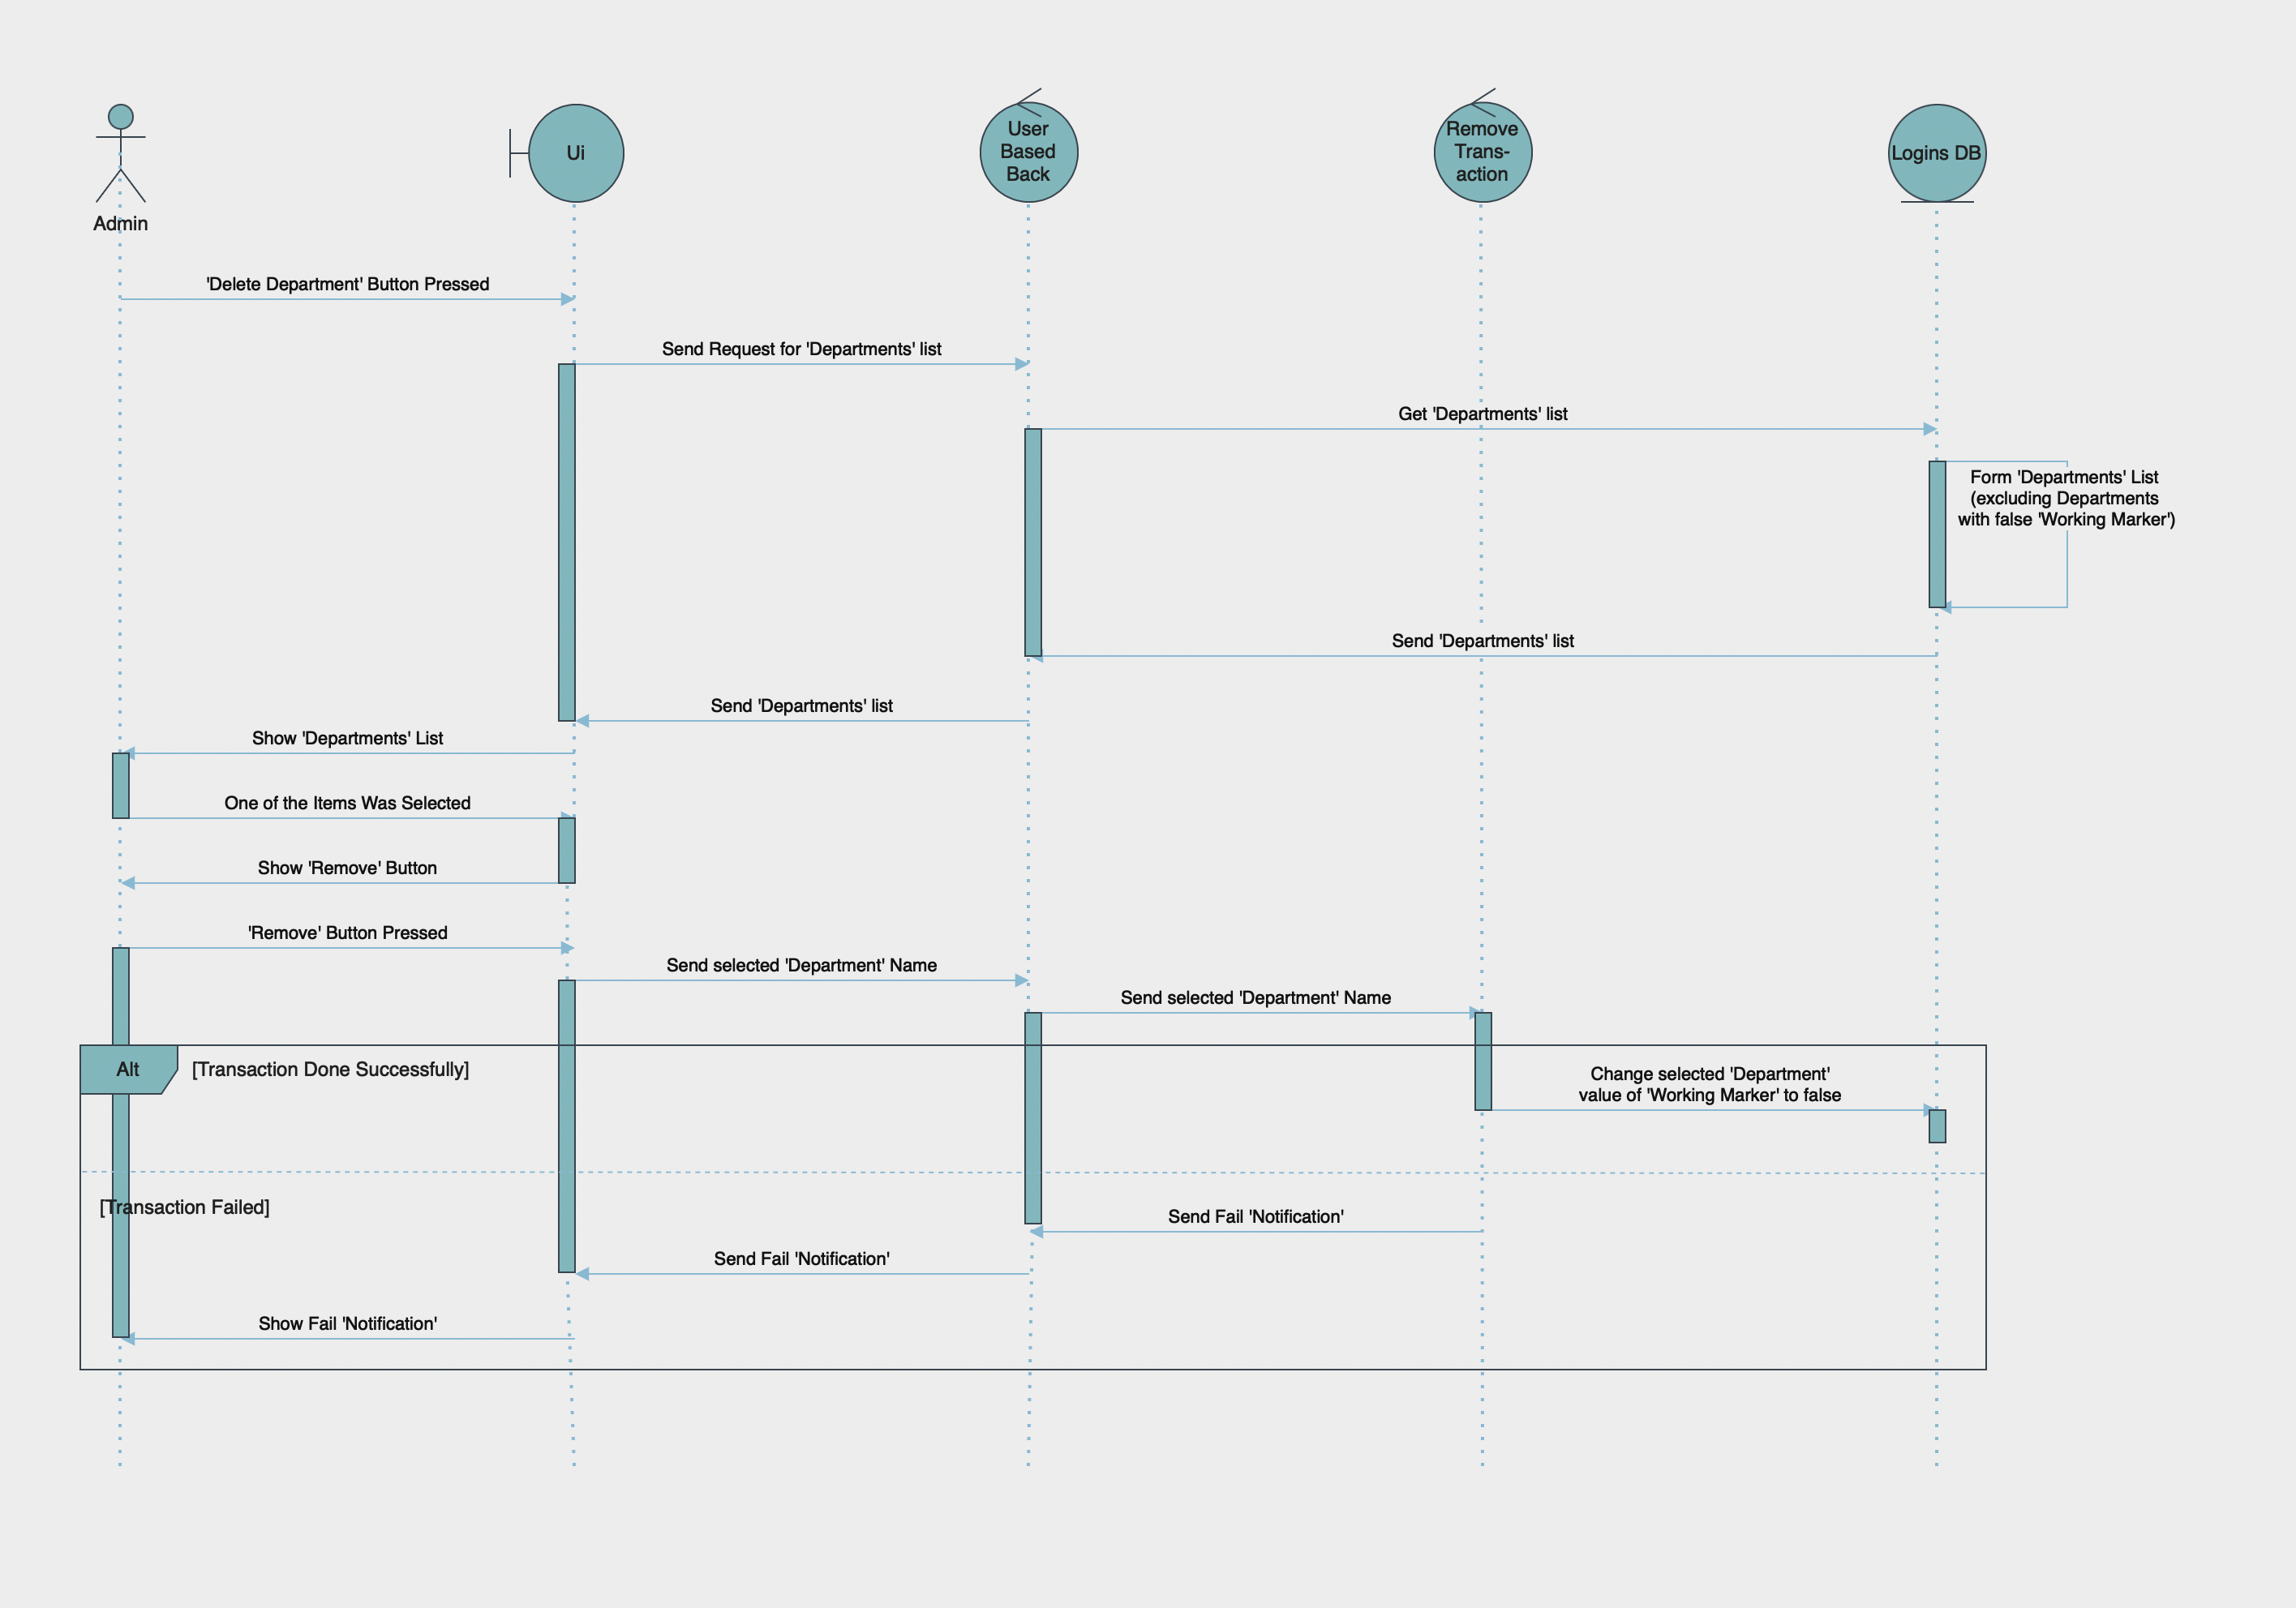 Admin
Ui
User
Based
Back
Remove
Trans-
action
Logins DB
'Delete Department' Button Pressed
Send Request for 'Departments' list
Get 'Departments' list
Form 'Departments' List
(excluding Departments
with false 'Working Marker')
Send 'Departments' list
Send 'Departments' list
Show 'Departments' List
One of the Items Was Selected
Show 'Remove' Button
'Remove' Button Pressed
Send selected 'Department' Name
Send selected 'Department' Name
Alt
[Transaction Done Successfully]
Change selected 'Department'
value of 'Working Marker' to false
[Transaction Failed]
Send Fail 'Notification'
Send Fail 'Notification'
Show Fail 'Notification'